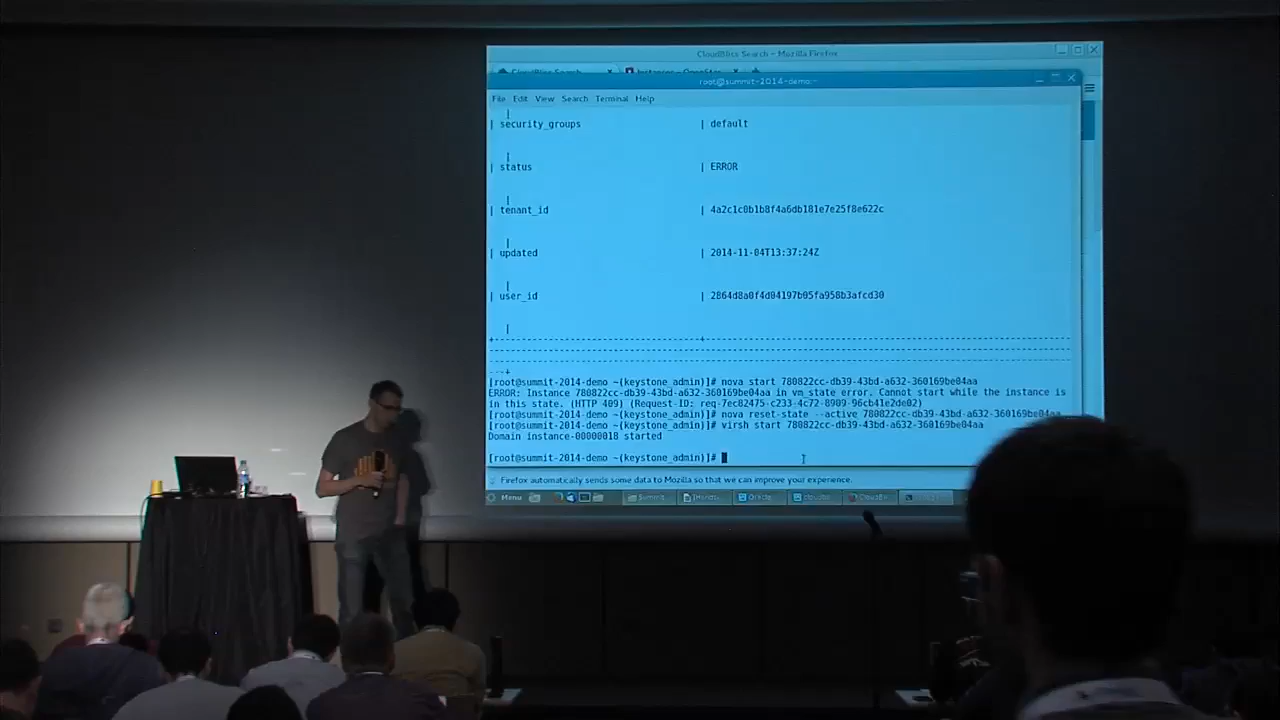 CloudBliss Search - Mozilla Firefox
CloudBliss Search
Instances - OpenStac
root@summit-2014-demo:~
File Edit View Search Terminal Help
|
| security_groups | default
|
| status | ERROR
|
| tenant_id | 4a2c1c0b1b8f4a6db181e7e25f8e622c
|
| updated | 2014-11-04T13:37:24Z
|
| user_id | 2864d8a0f4d04197b05fa958b3afcd30
|
[root@summit-2014-demo ~(keystone_admin)]# nova start 780822cc-db39-43bd-a632-360169be04aa
ERROR: Instance 780822cc-db39-43bd-a632-360169be04aa in vm_state error. Cannot start while the instance is
in this state. (HTTP 409) (Request-ID: req-7ec82475-c233-4c72-8909-96cb41e2de02)
[root@summit-2014-demo ~(keystone_admin)]# nova reset-state --active 780822cc-db39-43bd-a632-360169be04aa
[root@summit-2014-demo ~(keystone_admin)]# virsh start 780822cc-db39-43bd-a632-360169be04aa
Domain instance-00000018 started
[root@summit-2014-demo ~(keystone_admin)]#
Firefox automatically sends some data to Mozilla so that we can improve your experience.
Menu